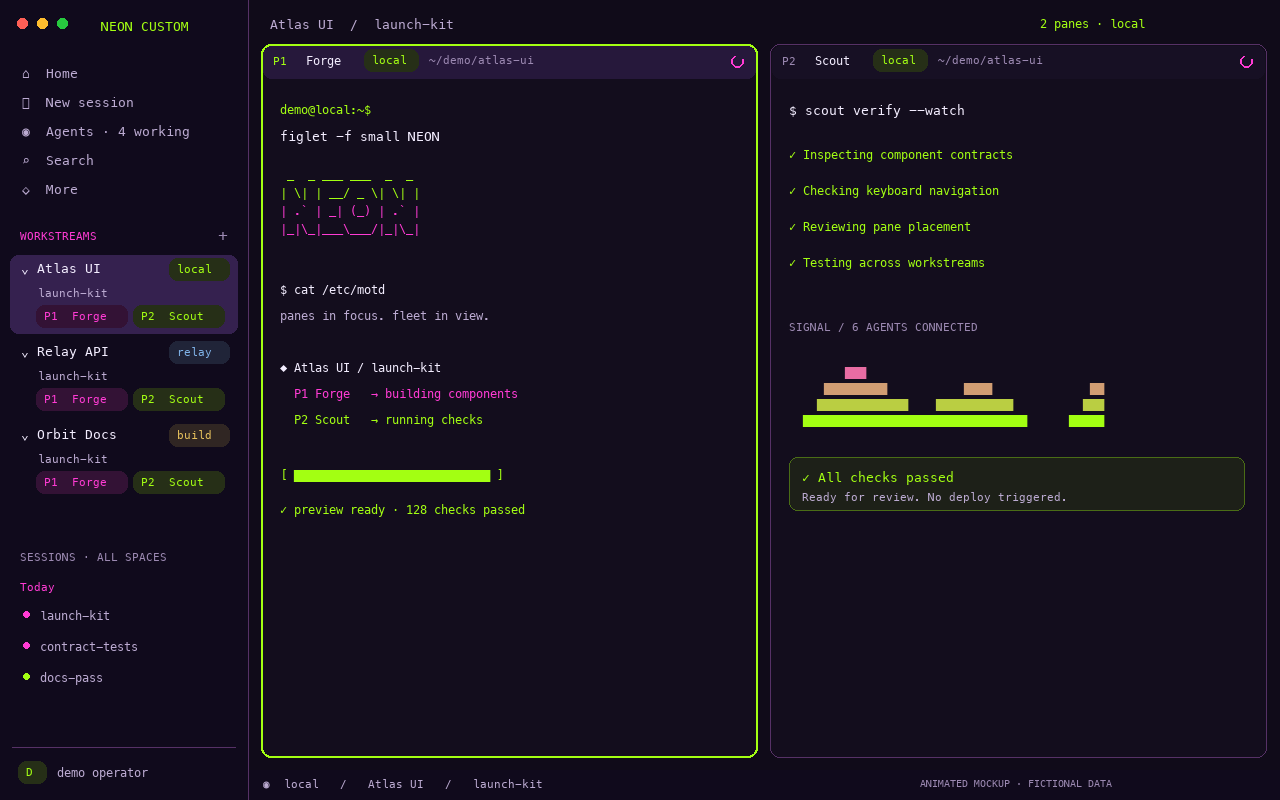 NEON CUSTOM
⌂ Home
New session
◉ Agents · 4 working
⌕ Search
◇ More
WORKSTREAMS +
⌄ Atlas UI local
launch−kit
P1 Forge P2 Scout
⌄ Relay API relay
launch−kit
P1 Forge P2 Scout
⌄ Orbit Docs build
launch−kit
P1 Forge P2 Scout
SESSIONS · ALL SPACES
Today
launch−kit
contract−tests
docs−pass
D demo operator
Atlas UI / launch−kit
2 panes · local
P1 Forge local ~/demo/atlas−ui
demo@local:~$
figlet −f small NEON
 _  _ ___ ___  _  _
| \| | __/ _ \| \| |
| .` | _| (_) | .` |
|_|\_|___\___/|_|\_|
$ cat /etc/motd
panes in focus. fleet in view.
◆ Atlas UI / launch−kit
P1 Forge → building components
P2 Scout → running checks
[ ████████████████████████████ ]
✓ preview ready · 128 checks passed
P2 Scout local ~/demo/atlas−ui
$ scout verify −−watch
✓ Inspecting component contracts
✓ Checking keyboard navigation
✓ Reviewing pane placement
✓ Testing across workstreams
SIGNAL / 6 AGENTS CONNECTED
✓ All checks passed
Ready for review. No deploy triggered.
◉ local / Atlas UI / launch−kit
ANIMATED MOCKUP · FICTIONAL DATA